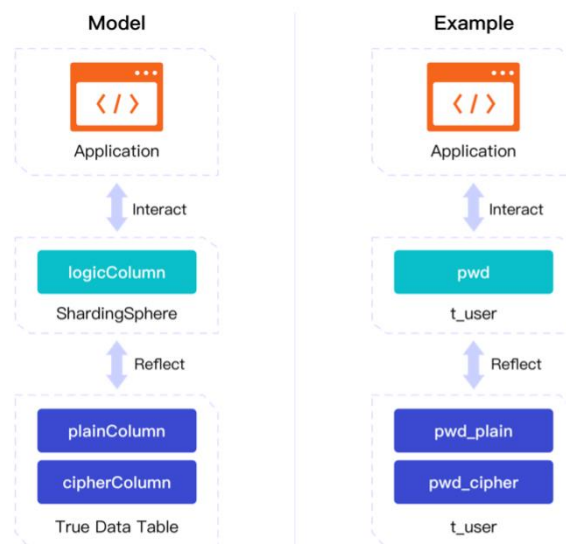 Model
Example
Application
Application
Interact
Interact
logicColumn
pwd
ShardingSphere
t_user
Reflect
Reflect
plainColumn
pwd_plain
cipherColumn
pwd_cipher
True Data Table
t_user